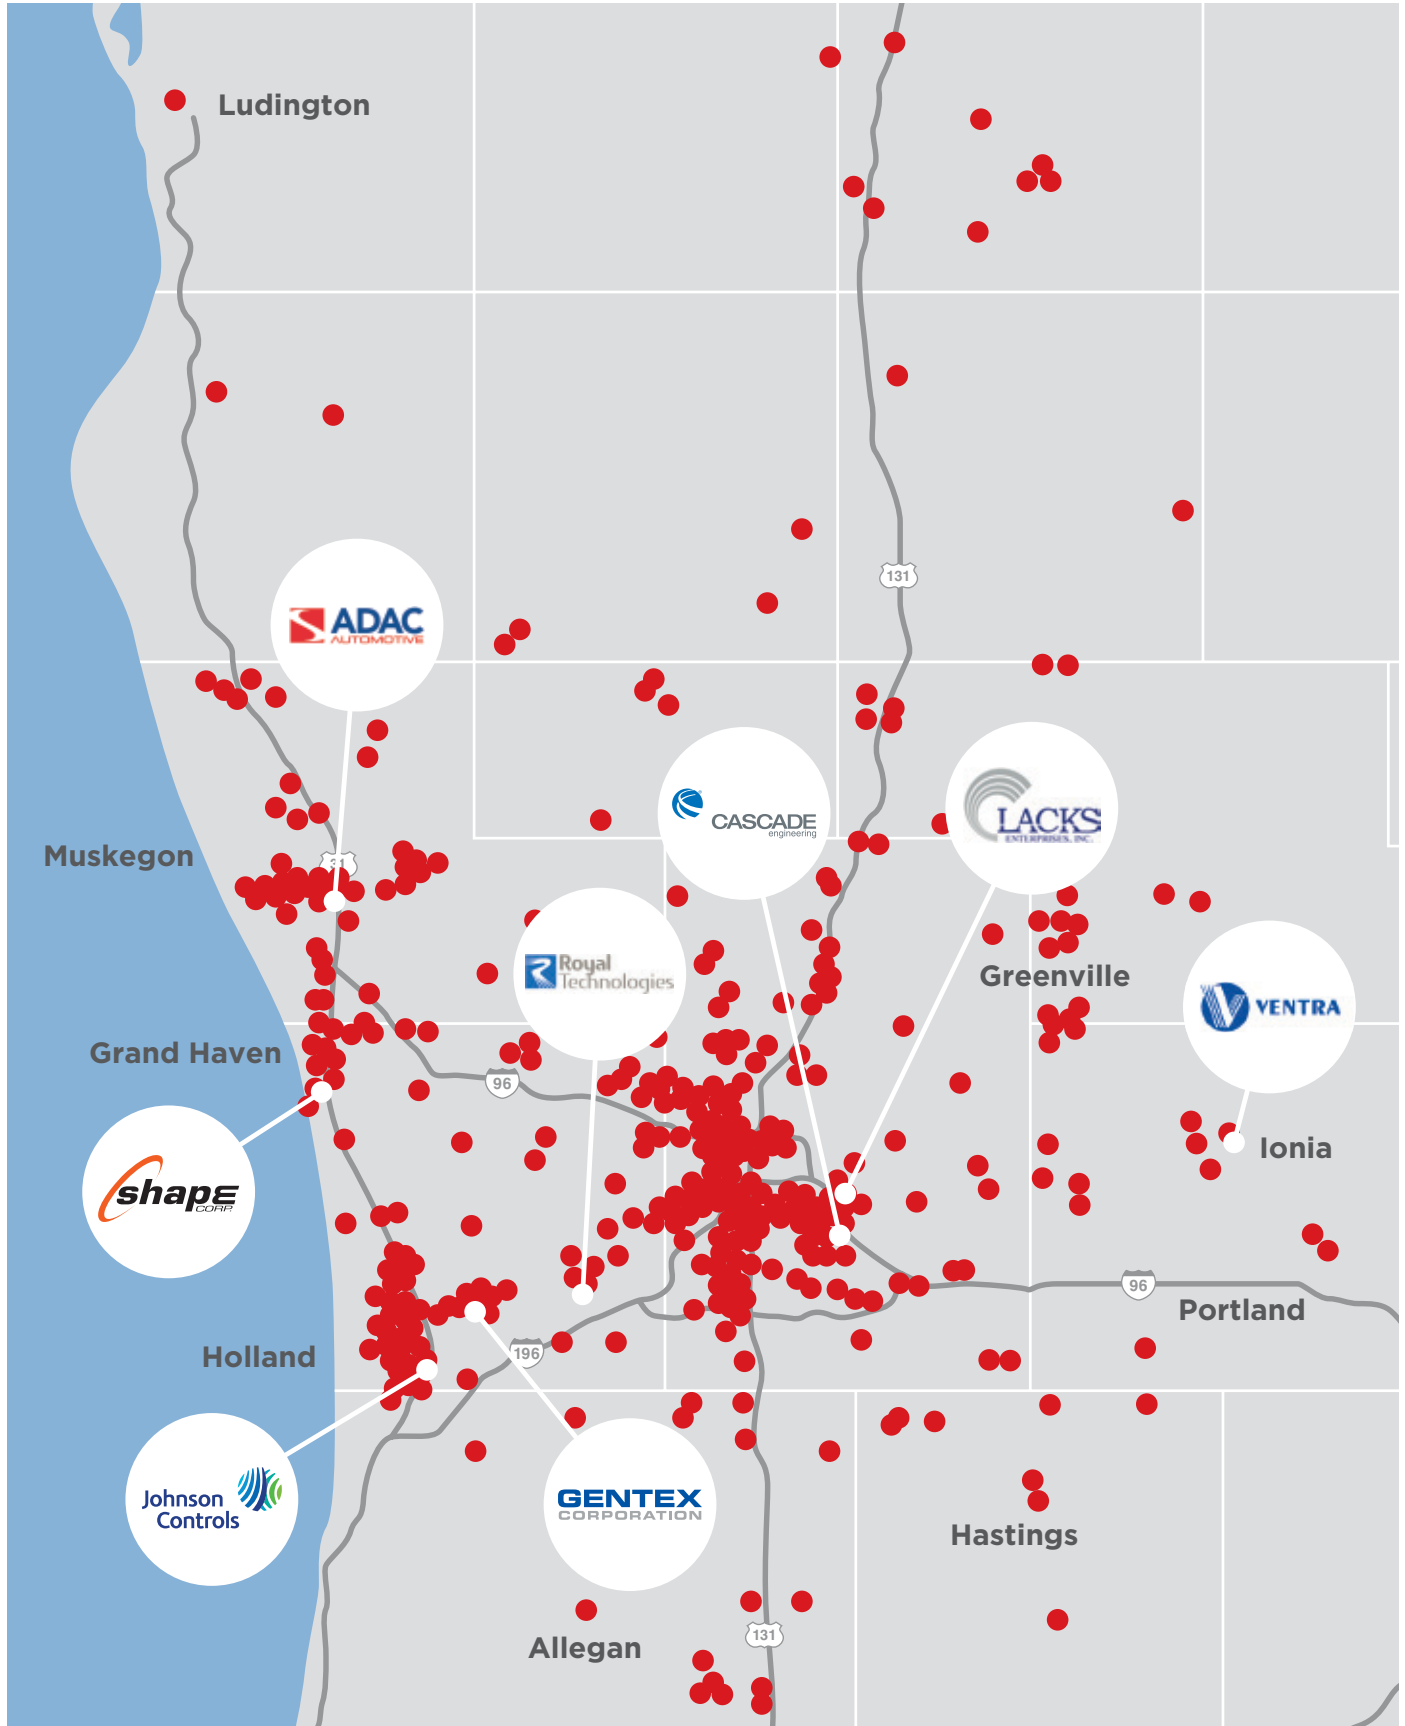 Ludington
131
ADAC
AUTOMOTIVE
CASCADE
engineering
LACKS
ENTERPRISES, INC.
Muskegon
31
Royal
Technologies
Greenville
VENTRA
Grand Haven
96
Ionia
shape
CORP.
96
Portland
Holland
196
Johnson
Controls
GENTEX
CORPORATION
Hastings
Allegan
131